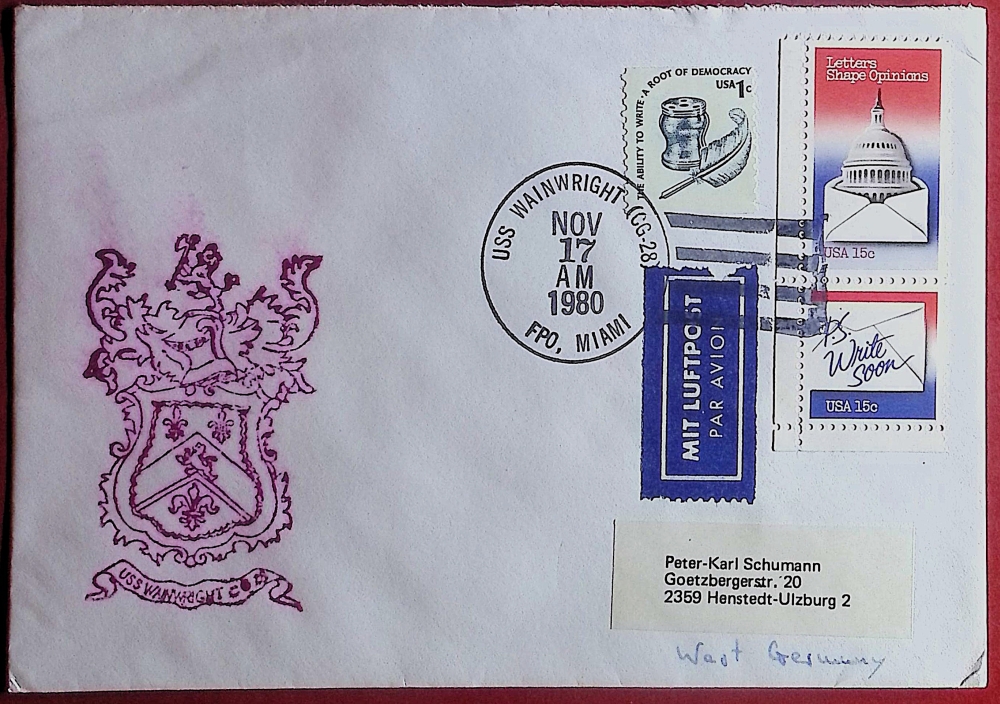 THE ABILITY TO WRITE · A ROOT OF DEMOCRACY
USA 1c
Letters
Shape Opinions
USA 15c
P.S.
Write
Soon
USA 15c
USS WAINWRIGHT (CG-28)
NOV
17
AM
1980
FPO, MIAMI
MIT LUFTPOST
PAR AVION
USS WAINWRIGHT CG 28
Peter-Karl Schumann
Goetzbergerstr. 20
2359 Henstedt-Ulzburg 2
West Germany